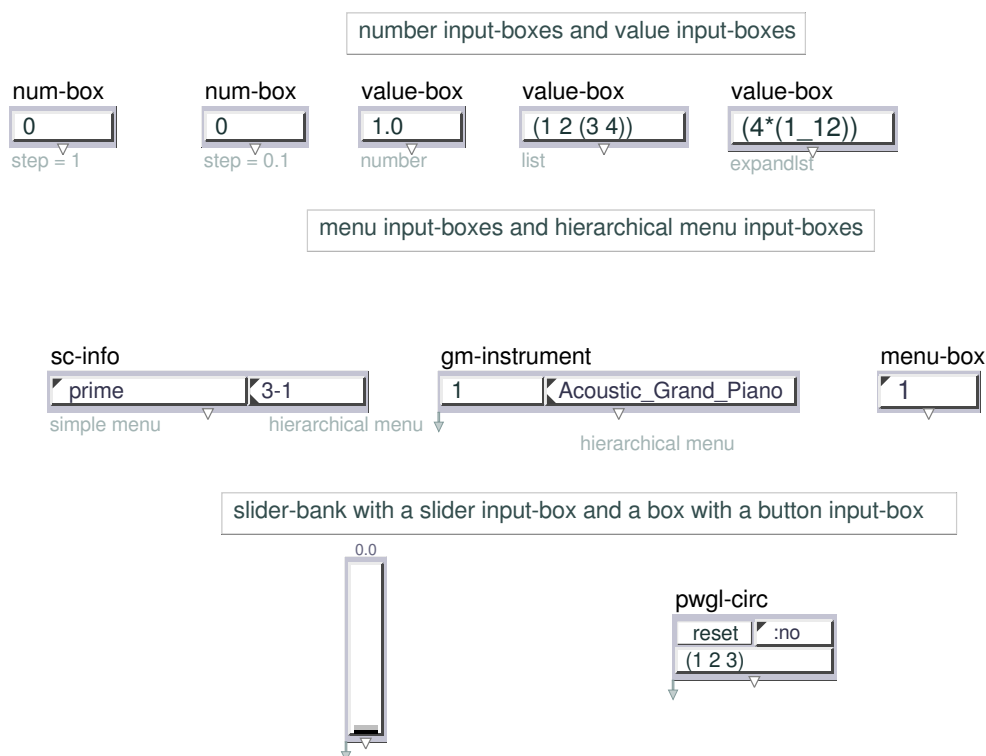 number input-boxes and value input-boxes
num-box num-box value-box value-box value-box
0 0 1.0 (1 2 (3 4)) (4*(1_12))
step = 1 step = 0.1 number list expandlst
menu input-boxes and hierarchical menu input-boxes
sc-info gm-instrument menu-box
prime 3-1 1 Acoustic_Grand_Piano 1
simple menu hierarchical menu
hierarchical menu
slider-bank with a slider input-box and a box with a button input-box
0.0
pwgl-circ
reset :no
(1 2 3)